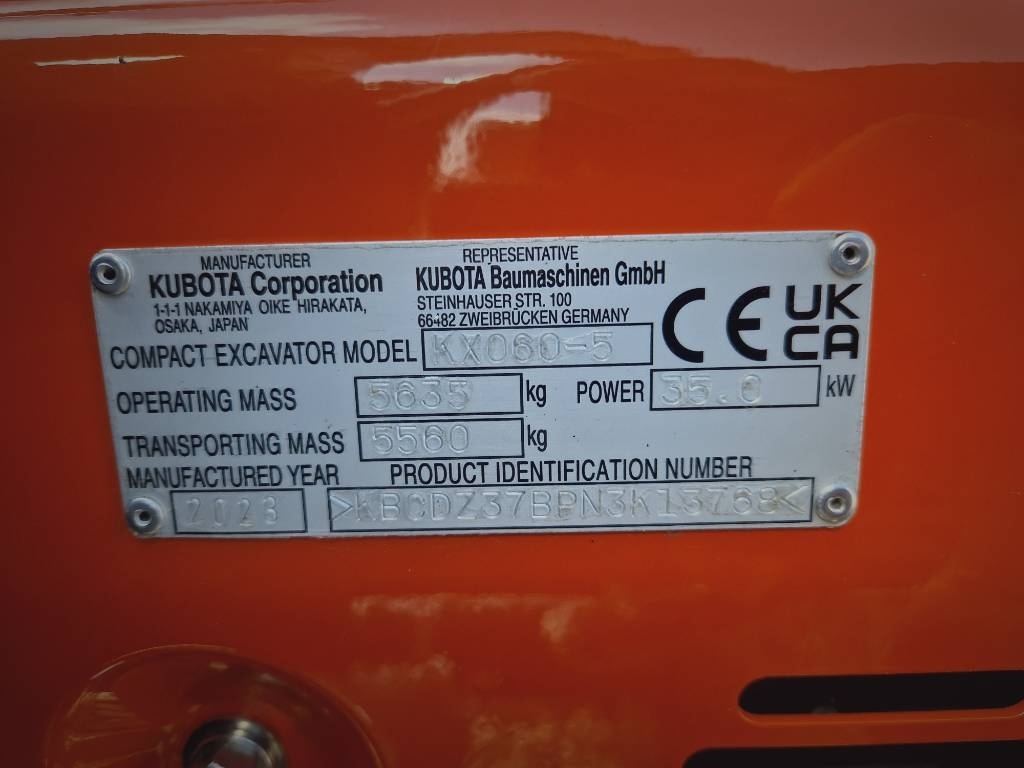 MANUFACTURER
KUBOTA Corporation
1-1-1 NAKAMIYA OIKE HIRAKATA,
OSAKA, JAPAN
REPRESENTATIVE
KUBOTA Baumaschinen GmbH
STEINHAUSER STR. 100
66482 ZWEIBRÜCKEN GERMANY
CE UK
CA
COMPACT EXCAVATOR MODEL KX060-5
OPERATING MASS 5635 kg POWER 35.0 kW
TRANSPORTING MASS 5560 kg
MANUFACTURED YEAR PRODUCT IDENTIFICATION NUMBER
2023 >KBCDZ37BPN3K13768<